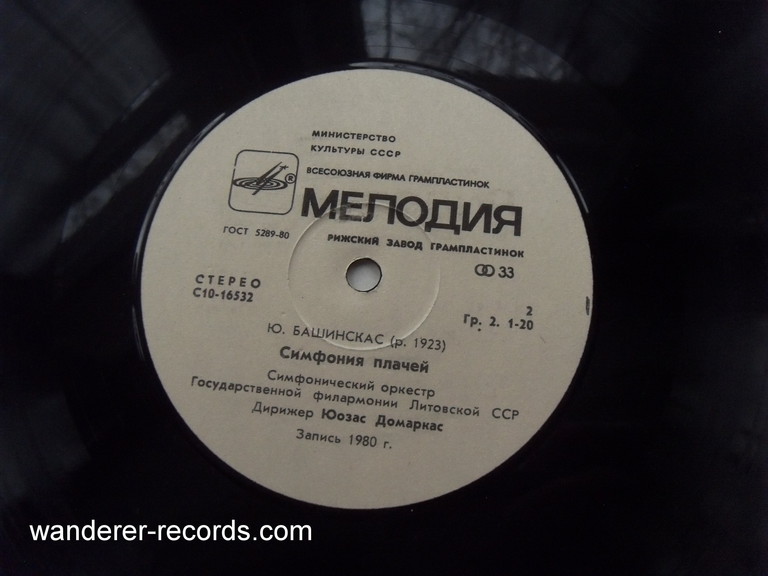 МИНИСТЕРСТВО
КУЛЬТУРЫ СССР
ВСЕСОЮЗНАЯ ФИРМА ГРАМПЛАСТИНОК
®
МЕЛОДИЯ
ГОСТ 5289-80
РИЖСКИЙ ЗАВОД ГРАМПЛАСТИНОК
33
СТЕРЕО
С10-16532
2
Гр. 2. 1-20
Ю. БАШИНСКАС (р. 1923)
Симфония плачей
Симфонический оркестр
Государственной филармонии Литовской ССР
Дирижер Юозас Домаркас
Запись 1980 г.
wanderer-records.com